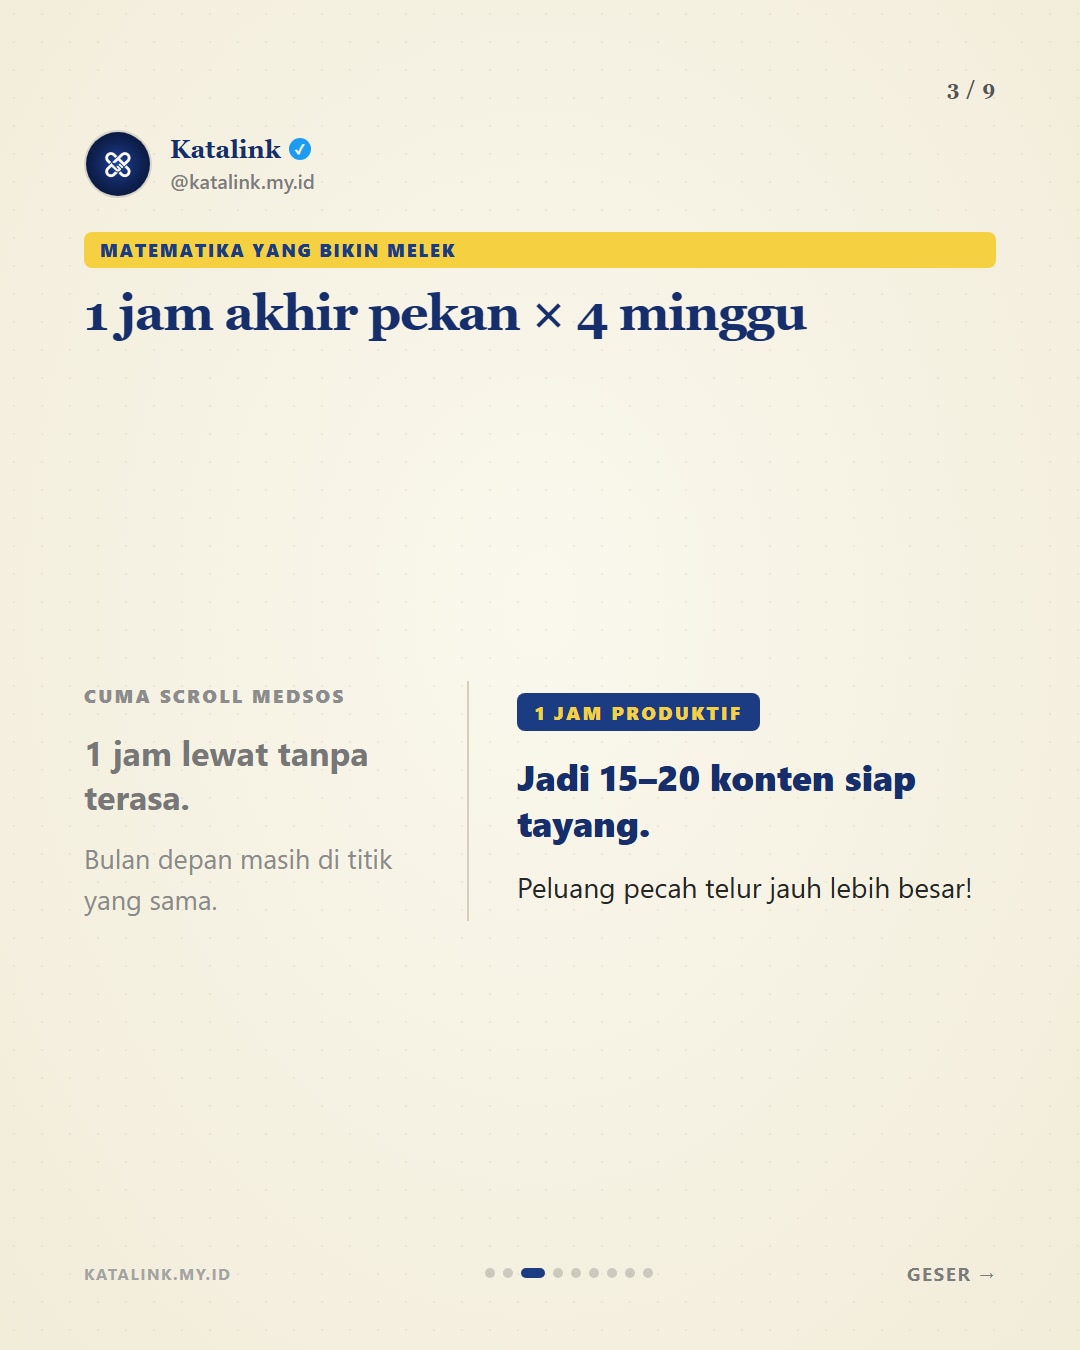 3 / 9
Katalink
@katalink.my.id
MATEMATIKA YANG BIKIN MELEK
1 jam akhir pekan × 4 minggu
CUMA SCROLL MEDSOS
1 jam lewat tanpa
terasa.
Bulan depan masih di titik
yang sama.
1 JAM PRODUKTIF
Jadi 15–20 konten siap
tayang.
Peluang pecah telur jauh lebih besar!
KATALINK.MY.ID
GESER →